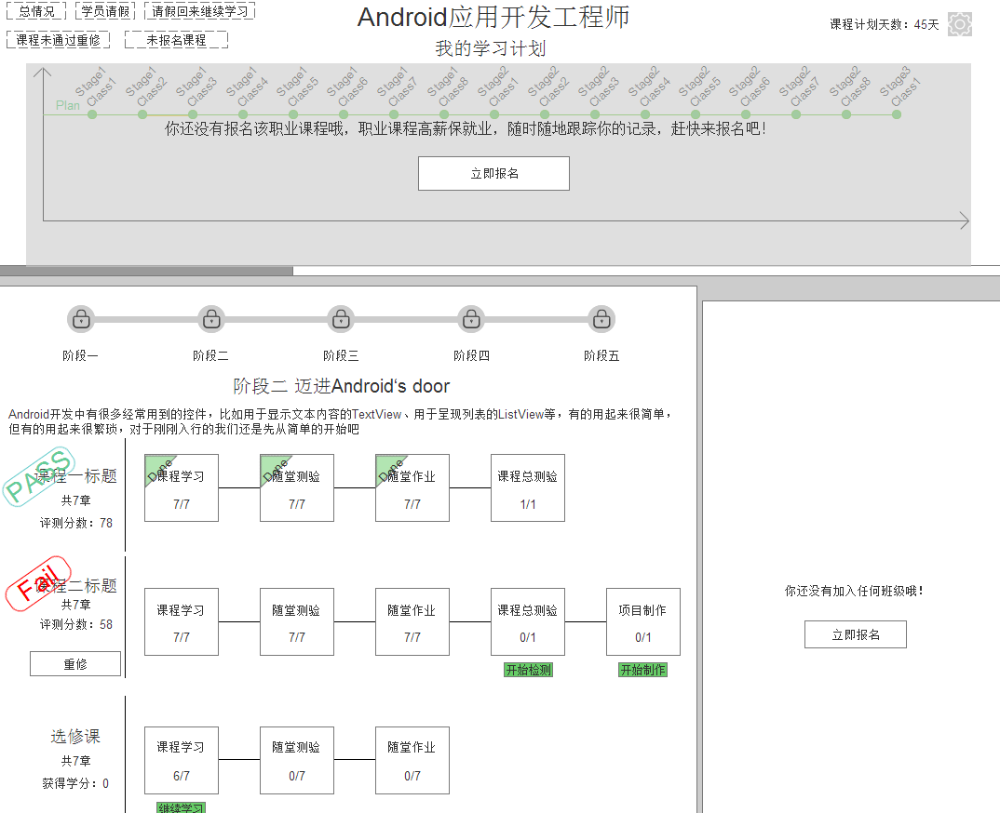 总情况
学员请假
请假回来继续学习
课程未通过重修
未报名课程
Android应用开发工程师
我的学习计划
课程计划天数：45天
Plan
Stage1
Class1
Stage1
Class2
Stage1
Class3
Stage1
Class4
Stage1
Class5
Stage1
Class6
Stage1
Class7
Stage1
Class8
Stage2
Class1
Stage2
Class2
Stage2
Class3
Stage2
Class4
Stage2
Class5
Stage2
Class6
Stage2
Class7
Stage2
Class8
Stage3
Class1
你还没有报名该职业课程哦，职业课程高薪保就业，随时随地跟踪你的记录，赶快来报名吧！
立即报名
阶段一
阶段二
阶段三
阶段四
阶段五
阶段二 迈进Android‘s door
Android开发中有很多经常用到的控件，比如用于显示文本内容的TextView、用于呈现列表的ListView等，有的用起来很简单，
但有的用起来很繁琐，对于刚刚入行的我们还是先从简单的开始吧
PASS
课程一标题
共7章
评测分数：78
Done
课程学习
7/7
Done
随堂测验
7/7
Done
随堂作业
7/7
课程总测验
1/1
Fail
课程二标题
共7章
评测分数：58
重修
课程学习
7/7
随堂测验
7/7
随堂作业
7/7
课程总测验
0/1
开始检测
项目制作
0/1
开始制作
选修课
共7章
获得学分：0
课程学习
6/7
继续学习
随堂测验
0/7
随堂作业
0/7
你还没有加入任何班级哦！
立即报名